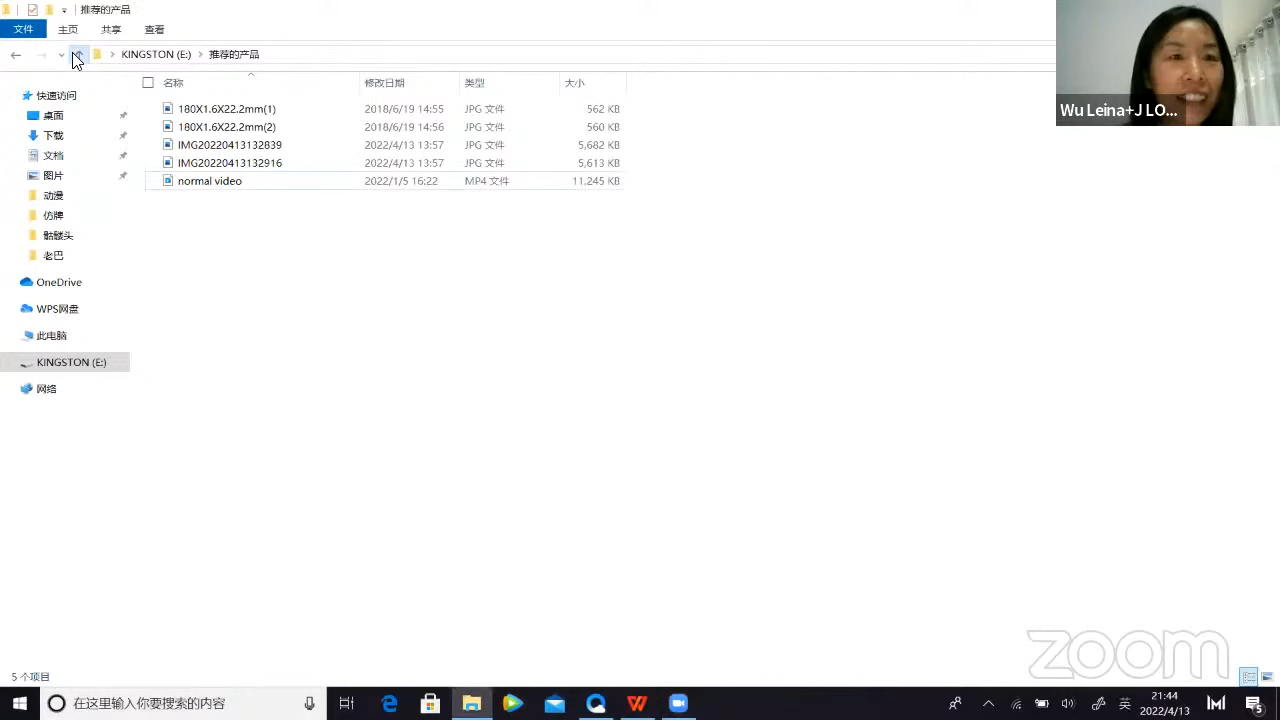 推荐的产品
文件 主页 共享 查看
KINGSTON (E:) 推荐的产品
Wu Leina+J LO...
名称 修改日期 类型 大小
快速访问
桌面
下载
文档
图片
动漫
仿牌
骷髅头
老巴
OneDrive
WPS网盘
此电脑
KINGSTON (E:)
网络
180X1.6X22.2mm(1) 2018/6/19 14:55 JPG 文件 562 KB
180X1.6X22.2mm(2) 2018/6/19 14:56 JPG 文件 560 KB
IMG20220413132839 2022/4/13 13:57 JPG 文件 5,682 KB
IMG20220413132916 2022/4/13 13:57 JPG 文件 5,613 KB
normal video 2022/1/5 16:22 MP4 文件 11,245 KB
zoom
5 个项目
在这里输入你要搜索的内容
英
21:44
2022/4/13
5